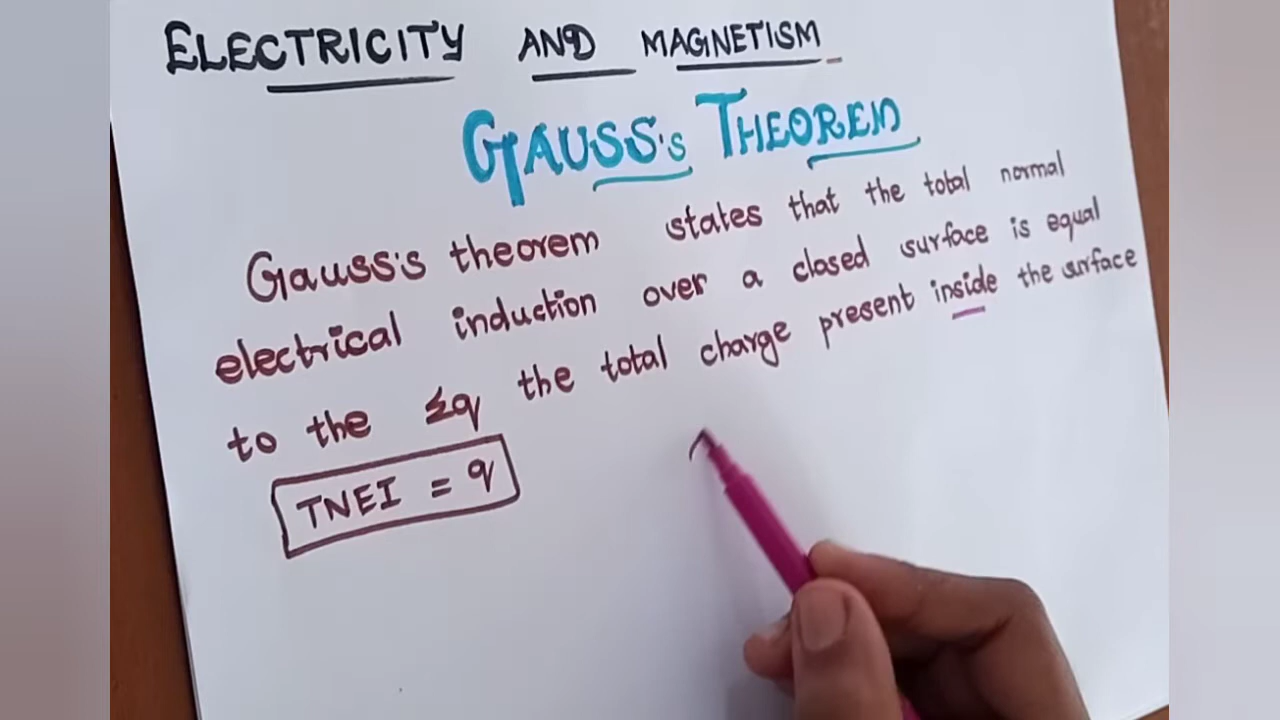 ELECTRICITY AND MAGNETISM
GAUSS's THEOREM
Gauss's theorem states that the total normal
electrical induction over a closed surface is equal
to the Σq the total charge present inside the surface
TNEI = q